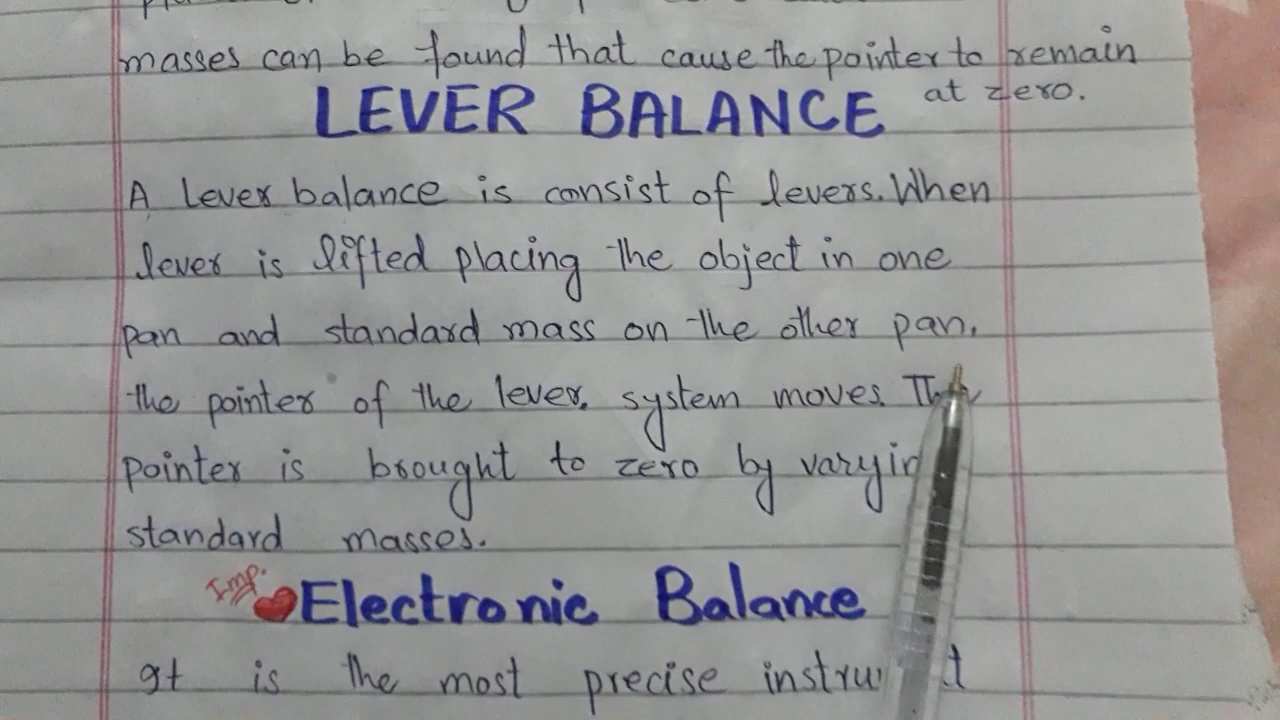 masses can be found that cause the pointer to remain
at zero.
LEVER BALANCE
A Lever balance is consist of levers. When
lever is lifted placing the object in one
pan and standard mass on the other pan,
the pointer of the lever, system moves. The
pointer is brought to zero by
standard masses.
Imp.
Electronic Balance
It is the most precise